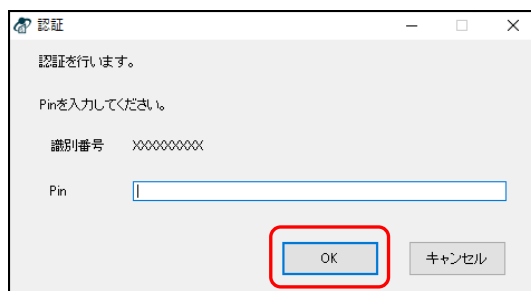 認証
認証を行います。
Pinを入力してください。
識別番号 XXXXXXXXX
Pin
OK キャンセル